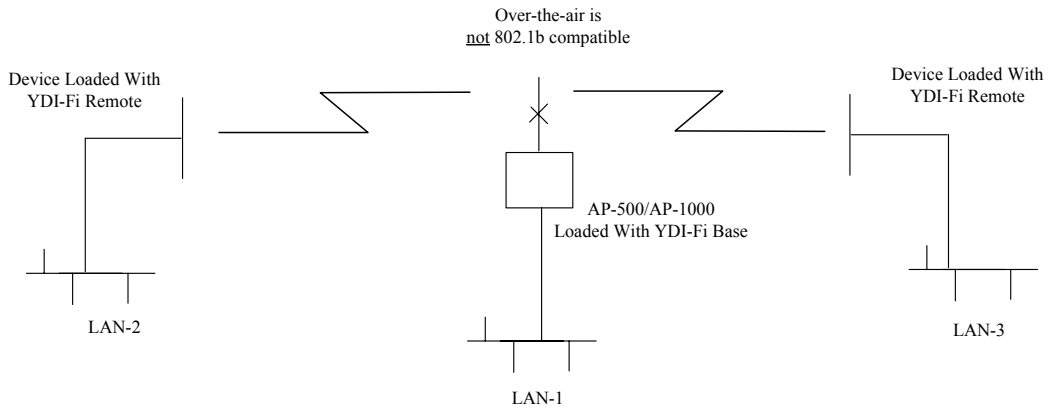 Over-the-air is
not 802.1b compatible
Device Loaded With
YDI-Fi Remote
Device Loaded With
YDI-Fi Remote
AP-500/AP-1000
Loaded With YDI-Fi Base
LAN-2
LAN-3
LAN-1